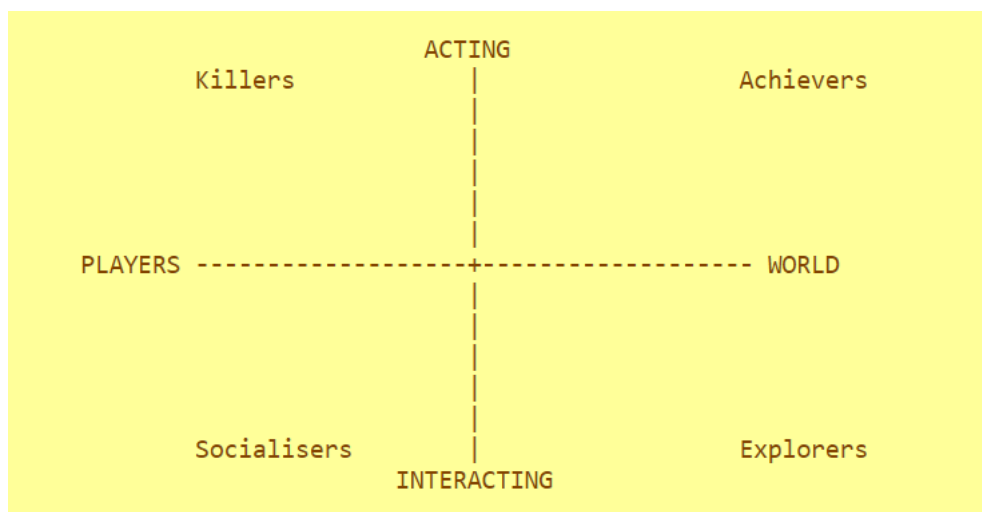 ACTING
Killers | Achievers
|
|
|
|
|
PLAYERS -------------------+------------------- WORLD
|
|
|
|
|
Socialisers | Explorers
INTERACTING